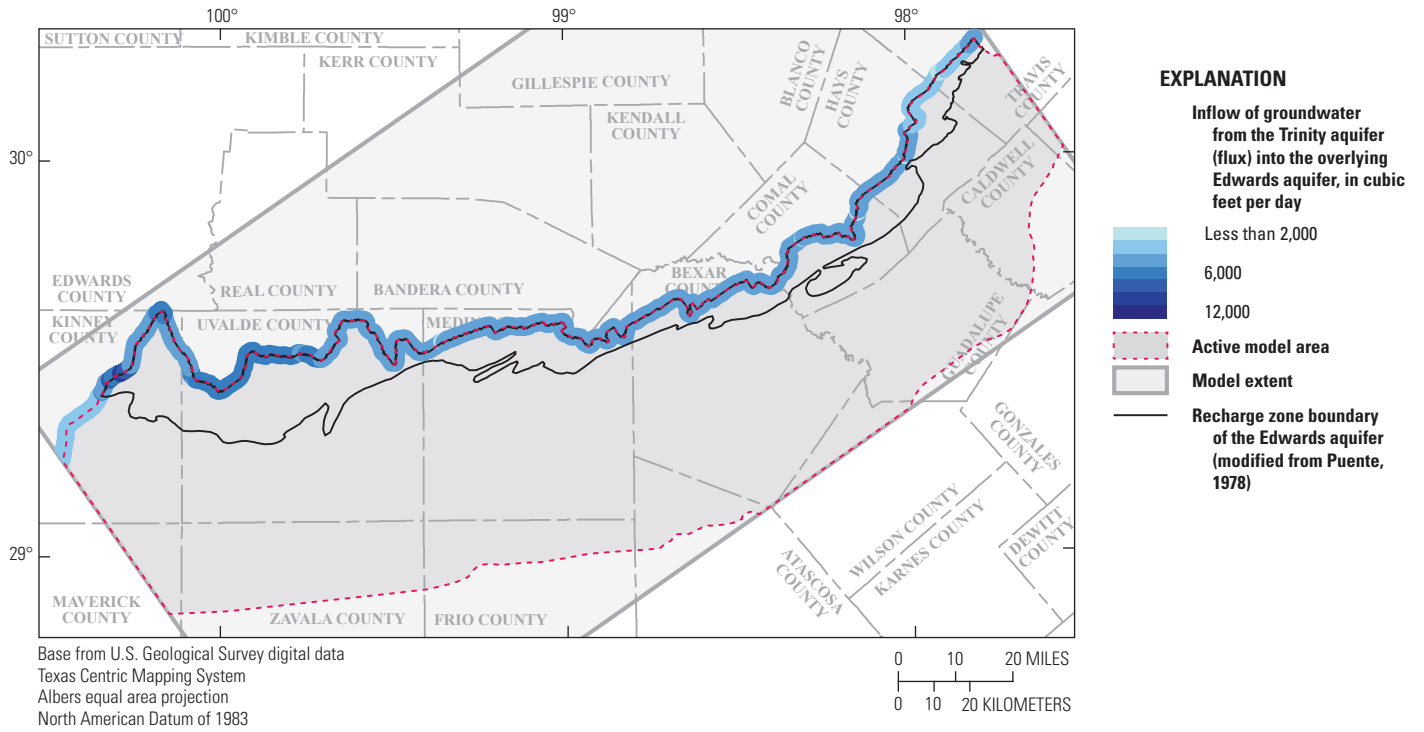 100°
99°
98°
SUTTON COUNTY
KIMBLE COUNTY
KERR COUNTY
GILLESPIE COUNTY
KENDALL
COUNTY
BLANCO
COUNTY
HAYS
COUNTY
TRAVIS
COUNTY
30°
CALDWELL
COUNTY
COMAL
COUNTY
EDWARDS
COUNTY
REAL COUNTY
BANDERA COUNTY
BEXAR
COUNTY
KINNEY
COUNTY
UVALDE COUNTY
GUADALUPE
COUNTY
GONZALES
COUNTY
29°
WILSON COUNTY
KARNES COUNTY
DEWITT
COUNTY
ATASCOSA
COUNTY
MAVERICK
COUNTY
ZAVALA COUNTY
FRIO COUNTY
Base from U.S. Geological Survey digital data
Texas Centric Mapping System
Albers equal area projection
North American Datum of 1983
0 10 20 MILES
0 10 20 KILOMETERS
EXPLANATION
Inflow of groundwater
from the Trinity aquifer
(flux) into the overlying
Edwards aquifer, in cubic
feet per day
Less than 2,000
6,000
12,000
Active model area
Model extent
Recharge zone boundary
of the Edwards aquifer
(modified from Puente,
1978)